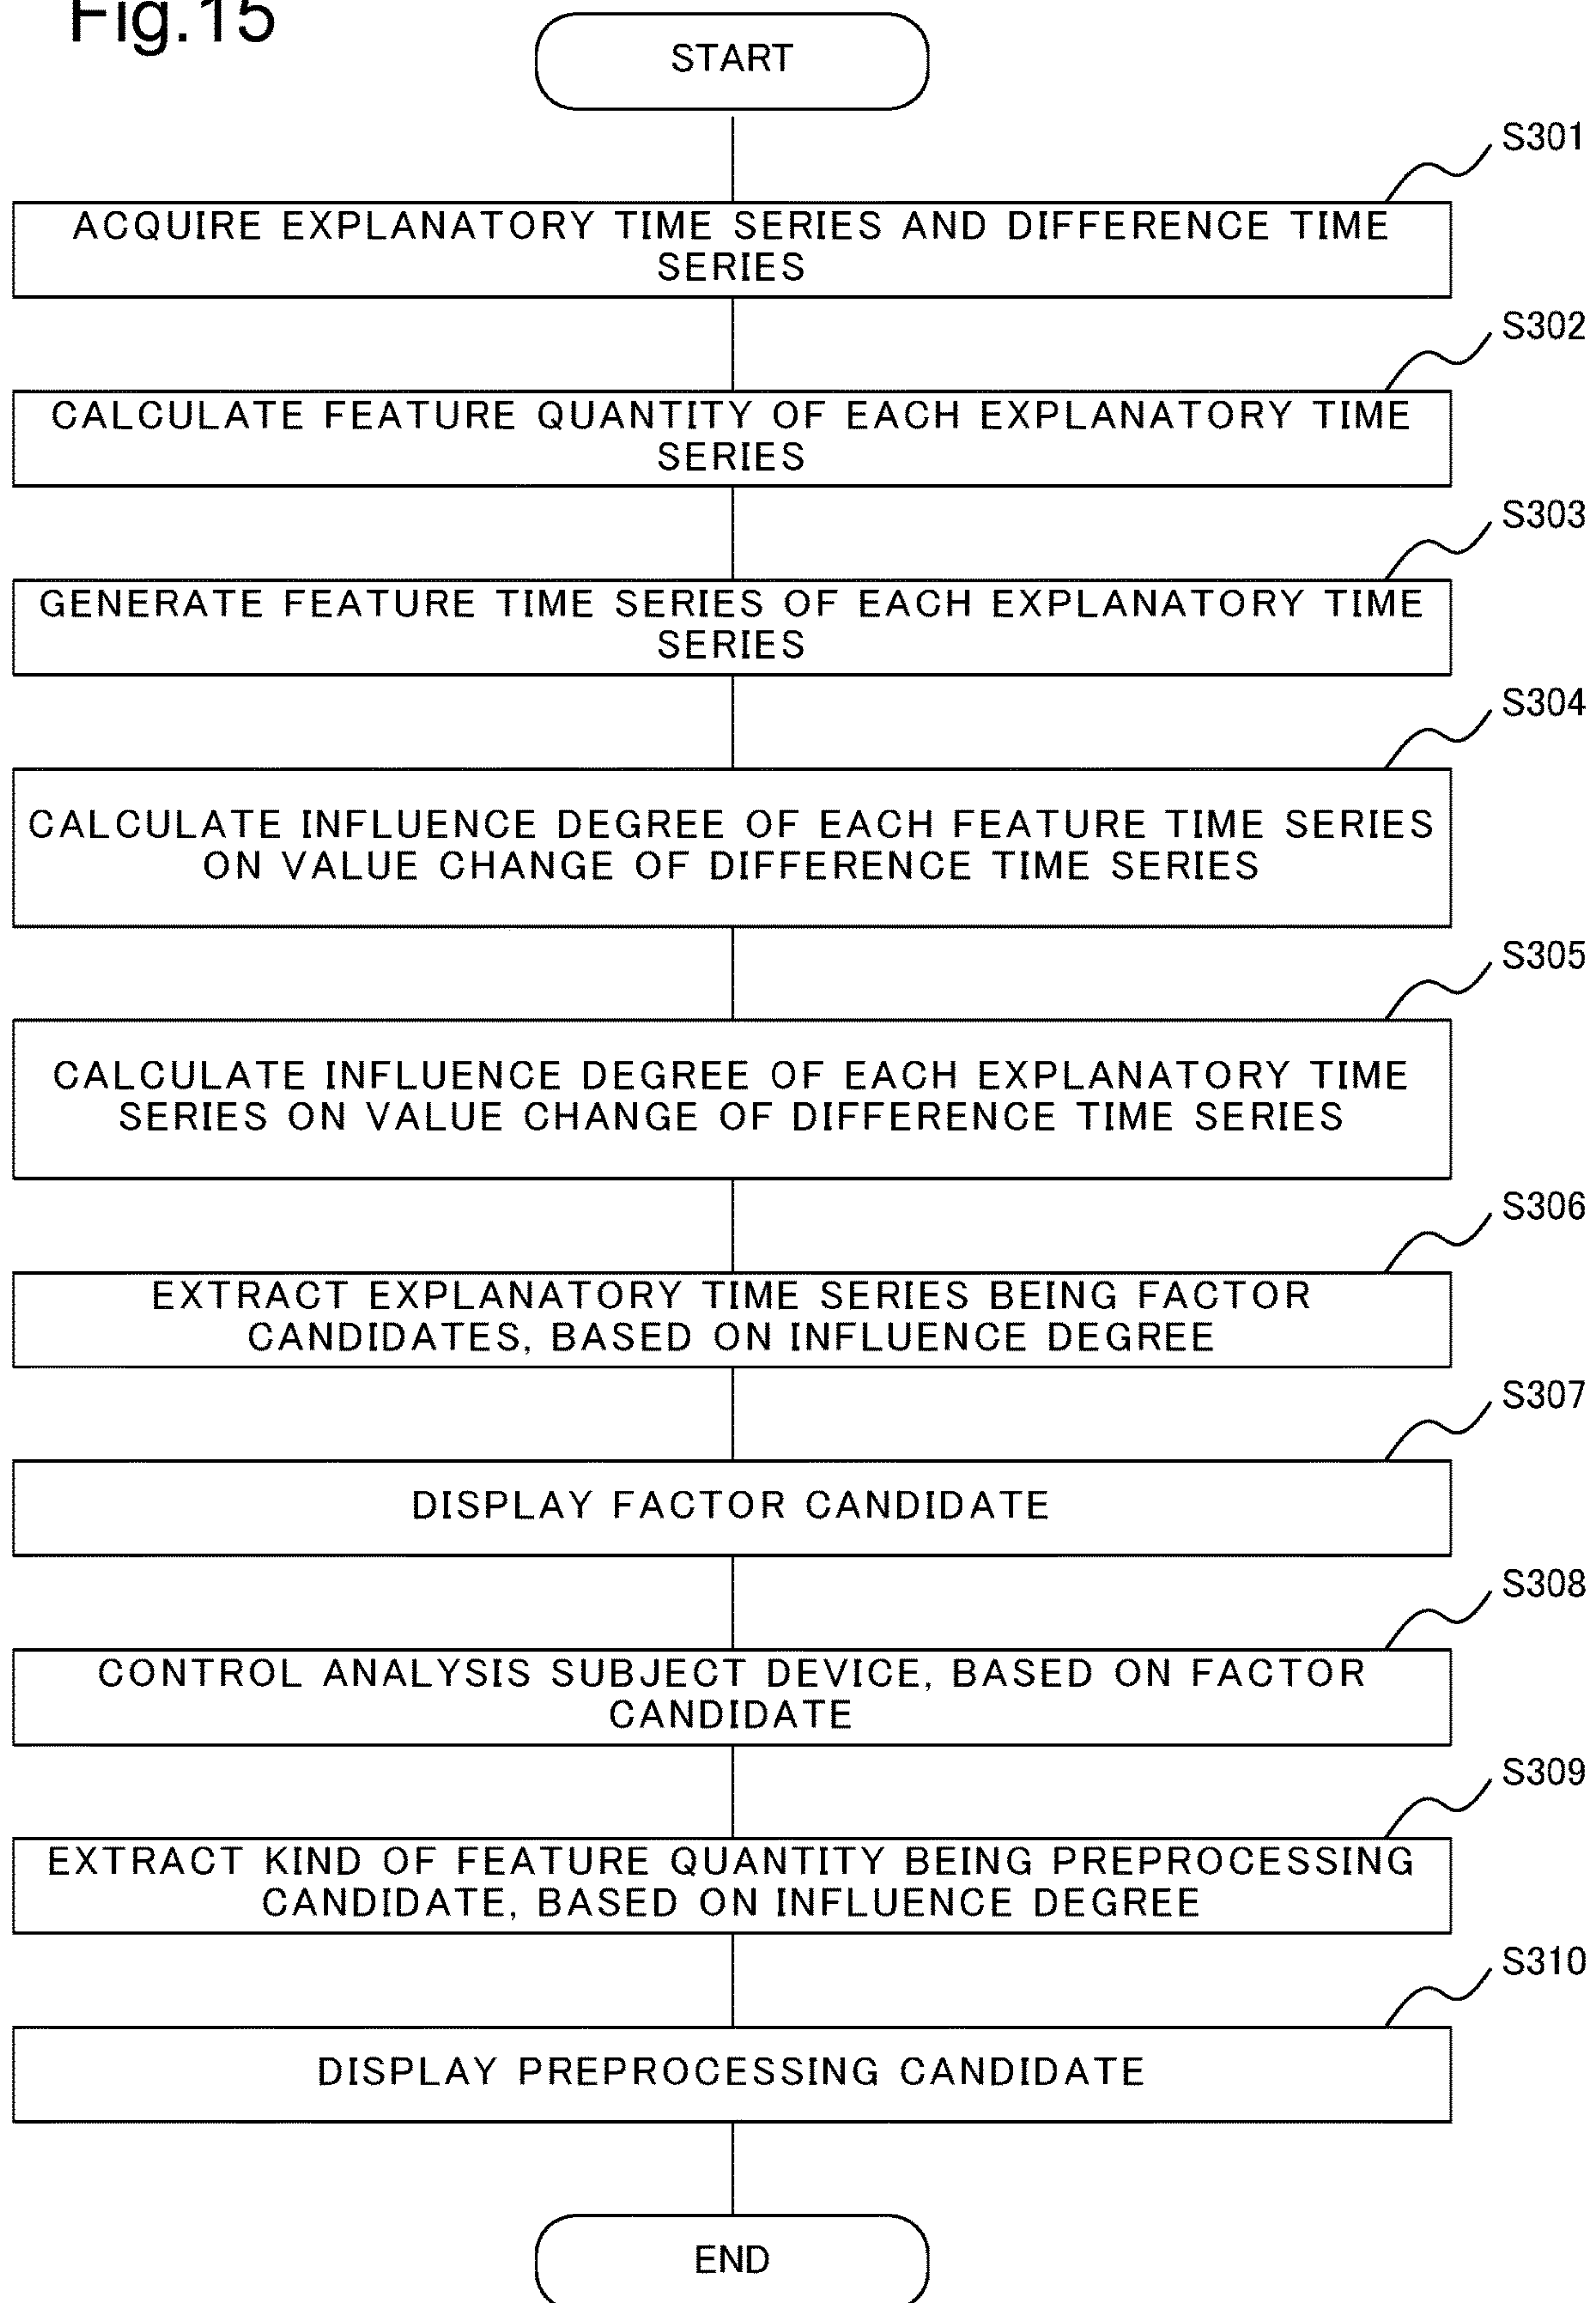 Fig.15
START
S301
ACQUIRE EXPLANATORY TIME SERIES AND DIFFERENCE TIME
SERIES
S302
CALCULATE FEATURE QUANTITY OF EACH EXPLANATORY TIME
SERIES
S303
GENERATE FEATURE TIME SERIES OF EACH EXPLANATORY TIME
SERIES
S304
CALCULATE INFLUENCE DEGREE OF EACH FEATURE TIME SERIES
ON VALUE CHANGE OF DIFFERENCE TIME SERIES
S305
CALCULATE INFLUENCE DEGREE OF EACH EXPLANATORY TIME
SERIES ON VALUE CHANGE OF DIFFERENCE TIME SERIES
S306
EXTRACT EXPLANATORY TIME SERIES BEING FACTOR
CANDIDATES, BASED ON INFLUENCE DEGREE
S307
DISPLAY FACTOR CANDIDATE
S308
CONTROL ANALYSIS SUBJECT DEVICE, BASED ON FACTOR
CANDIDATE
S309
EXTRACT KIND OF FEATURE QUANTITY BEING PREPROCESSING
CANDIDATE, BASED ON INFLUENCE DEGREE
S310
DISPLAY PREPROCESSING CANDIDATE
END